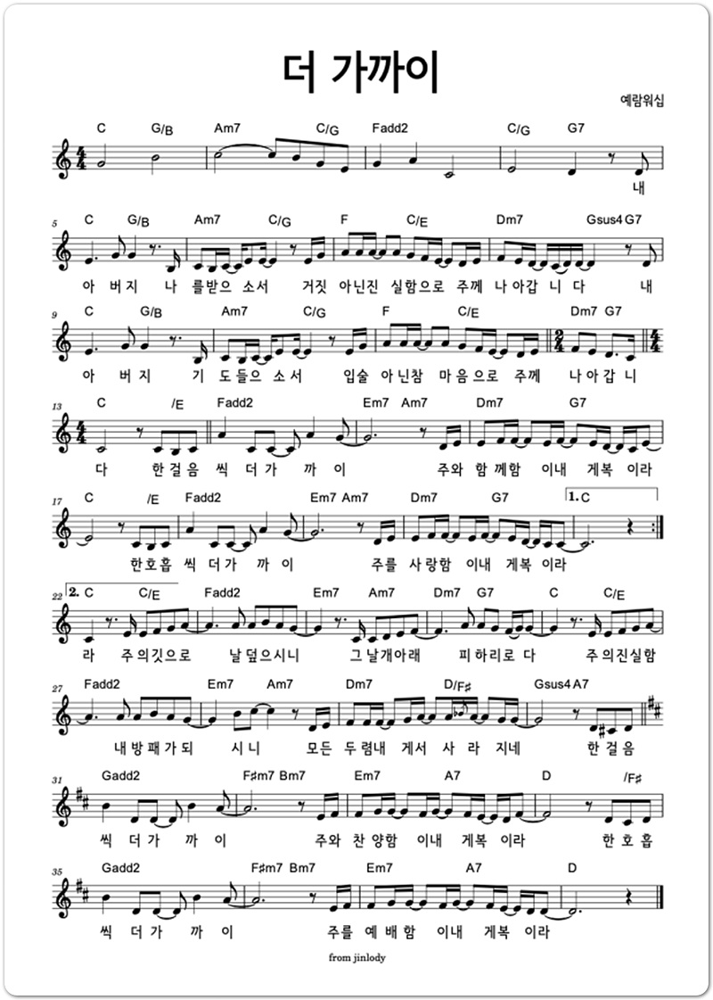 더 가까이
예람워십
C G/B Am7 C/G Fadd2 C/G G7
4 4
내
5 C G/B Am7 C/G F C/E Dm7 Gsus4 G7
아 버 지 나 를받으 소서 거짓 아닌진 실함으로 주께 나아갑 니 다 내
9 C G/B Am7 C/G F C/E Dm7 G7
2 4 4 4
아 버 지 기 도들으 소 서 입술 아닌참 마음으로 주께 나아갑 니
13 C /E Fadd2 Em7 Am7 Dm7 G7
4 4
다 한걸음 씩 더가 까 이 주와 함께함 이내 게복 이라
17 C /E Fadd2 Em7 Am7 Dm7 G7 1. C
한호흡 씩 더가 까 이 주를 사랑함 이내 게복 이라
22 2. C C/E Fadd2 Em7 Am7 Dm7 G7 C C/E
라 주의깃으로 날덮으시니 그날개아래 피하리로다 주의진실함
27 Fadd2 Em7 Am7 Dm7 D/F♯ Gsus4 A7
내방패가되 시니 모든 두렴내 게서 사 라 지네 한걸음
31 Gadd2 F♯m7 Bm7 Em7 A7 D /F♯
씩 더가 까 이 주와 찬양함 이내 게복 이라 한호흡
35 Gadd2 F♯m7 Bm7 Em7 A7 D
씩 더가 까 이 주를 예배함 이내 게복 이라
from jinlody